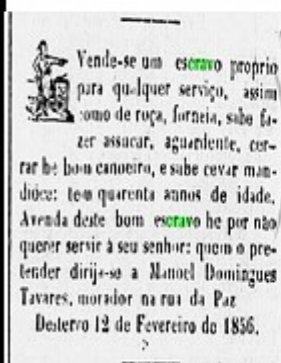 Vende-se um escravo proprio
para qualquer serviço, assim
como de roça, forneia, sabe fa-
zer assucar, aguardente, cer-
rar he bom canoeiro, e sabe cevar man-
dioca: tem quarenta annos de idade.
Avenda deste bom escravo he por não
querer servir à seu senhor: quem o pre-
tender dirija-se a Manoel Domingues
Tavares, morador na rua da Paz
Desterro 12 de Fevereiro de 1856.